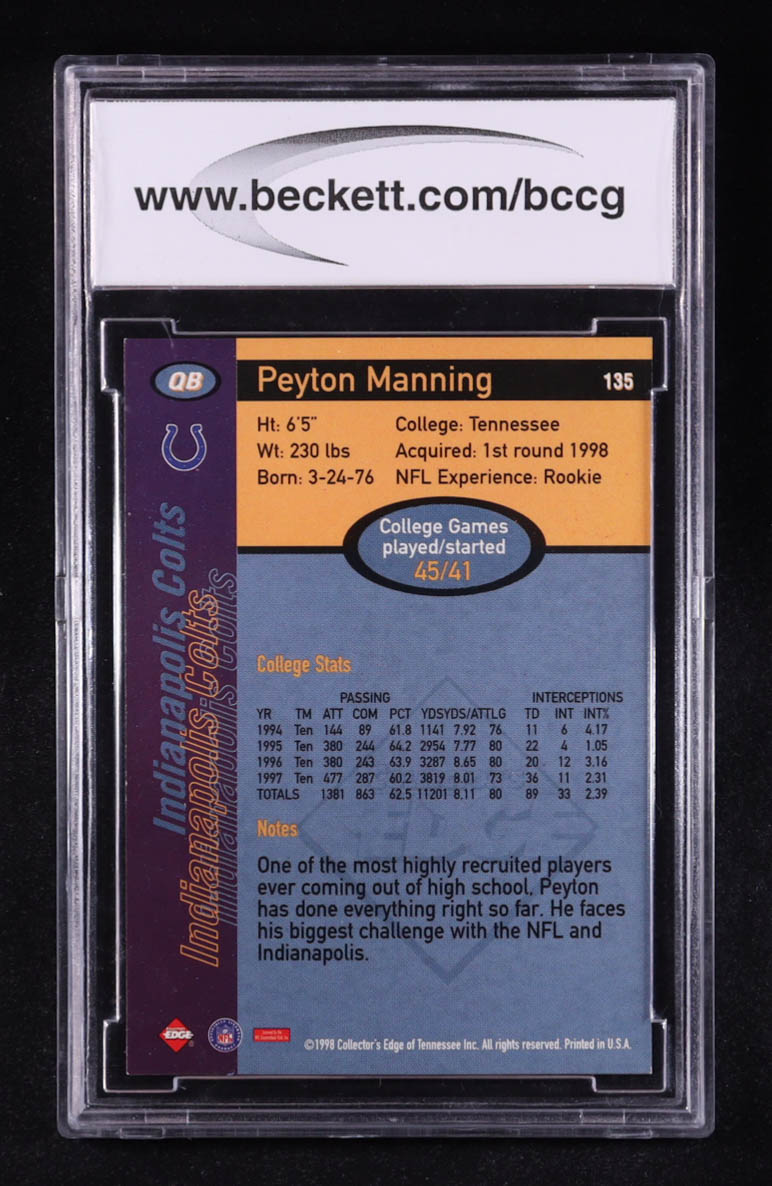 www.beckett.com/bccg
QB
Peyton Manning 135
Ht: 6'5" College: Tennessee
Wt: 230 lbs Acquired: 1st round 1998
Born: 3-24-76 NFL Experience: Rookie
College Games
played/started
45/41
Indianapolis Colts
Indianapolis Colts
Indianapolis Colts
College Stats
PASSING INTERCEPTIONS
YR TM ATT COM PCT YDSYDS/ATTLG TD INT INT%
1994 Ten 144 89 61.8 1141 7.92 76 11 6 4.17
1995 Ten 380 244 64.2 2954 7.77 80 22 4 1.05
1996 Ten 380 243 63.9 3287 8.65 80 20 12 3.16
1997 Ten 477 287 60.2 3819 8.01 73 36 11 2.31
TOTALS 1381 863 62.5 11201 8.11 80 89 33 2.39
EDGE
Notes
One of the most highly recruited players
ever coming out of high school, Peyton
has done everything right so far. He faces
his biggest challenge with the NFL and
Indianapolis.
EDGE
NFL
©1998 Collector's Edge of Tennessee Inc. All rights reserved. Printed in U.S.A.